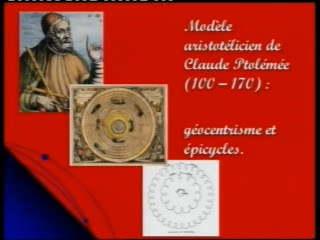 Modèle
aristotélicien de
Claude Ptolémée
(100 – 170) :
géocentrisme et
épicycles.